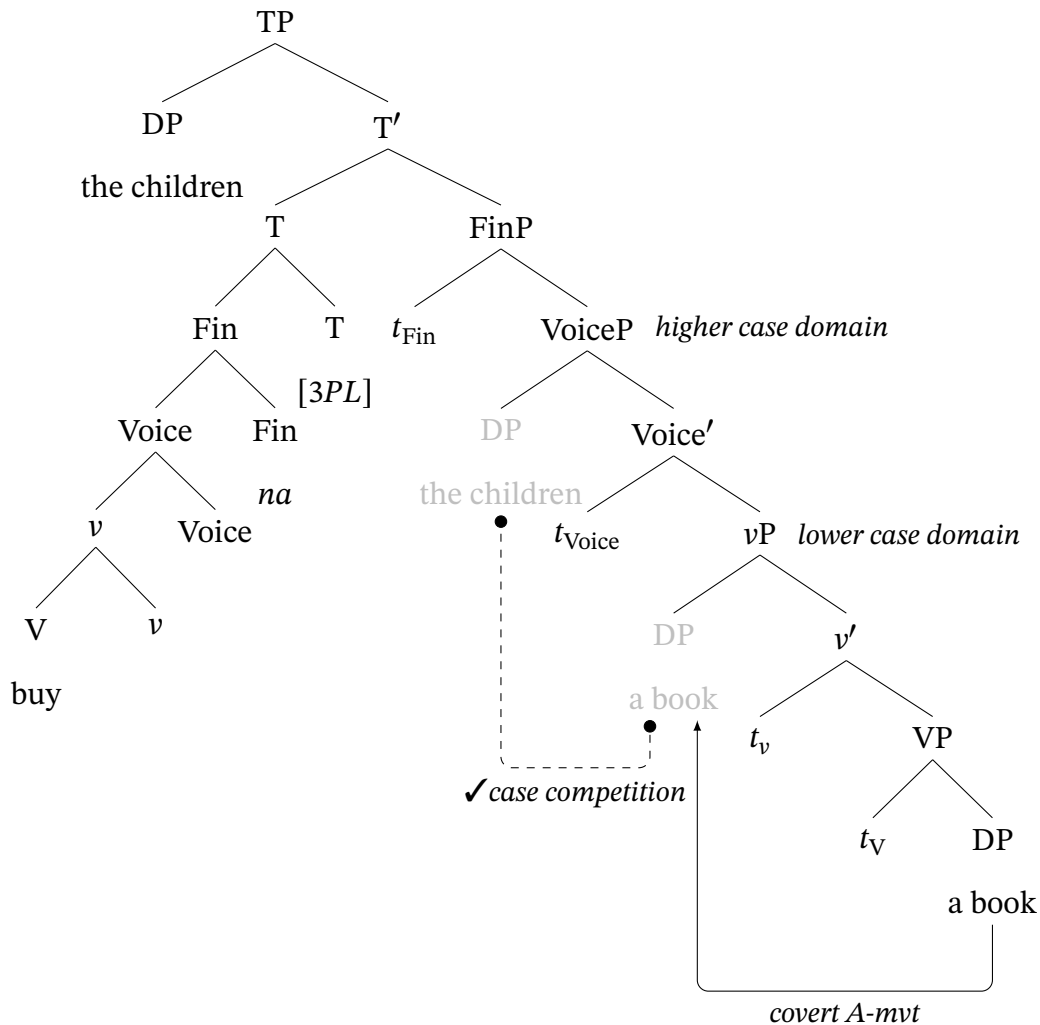 TP
DP T′
the children
T FinP
Fin T t_Fin VoiceP higher case domain
[3PL]
Voice Fin DP Voice′
na the children
v Voice t_Voice vP lower case domain
V v DP v′
buy a book
t_v VP
✓case competition
t_V DP
a book
covert A-mvt